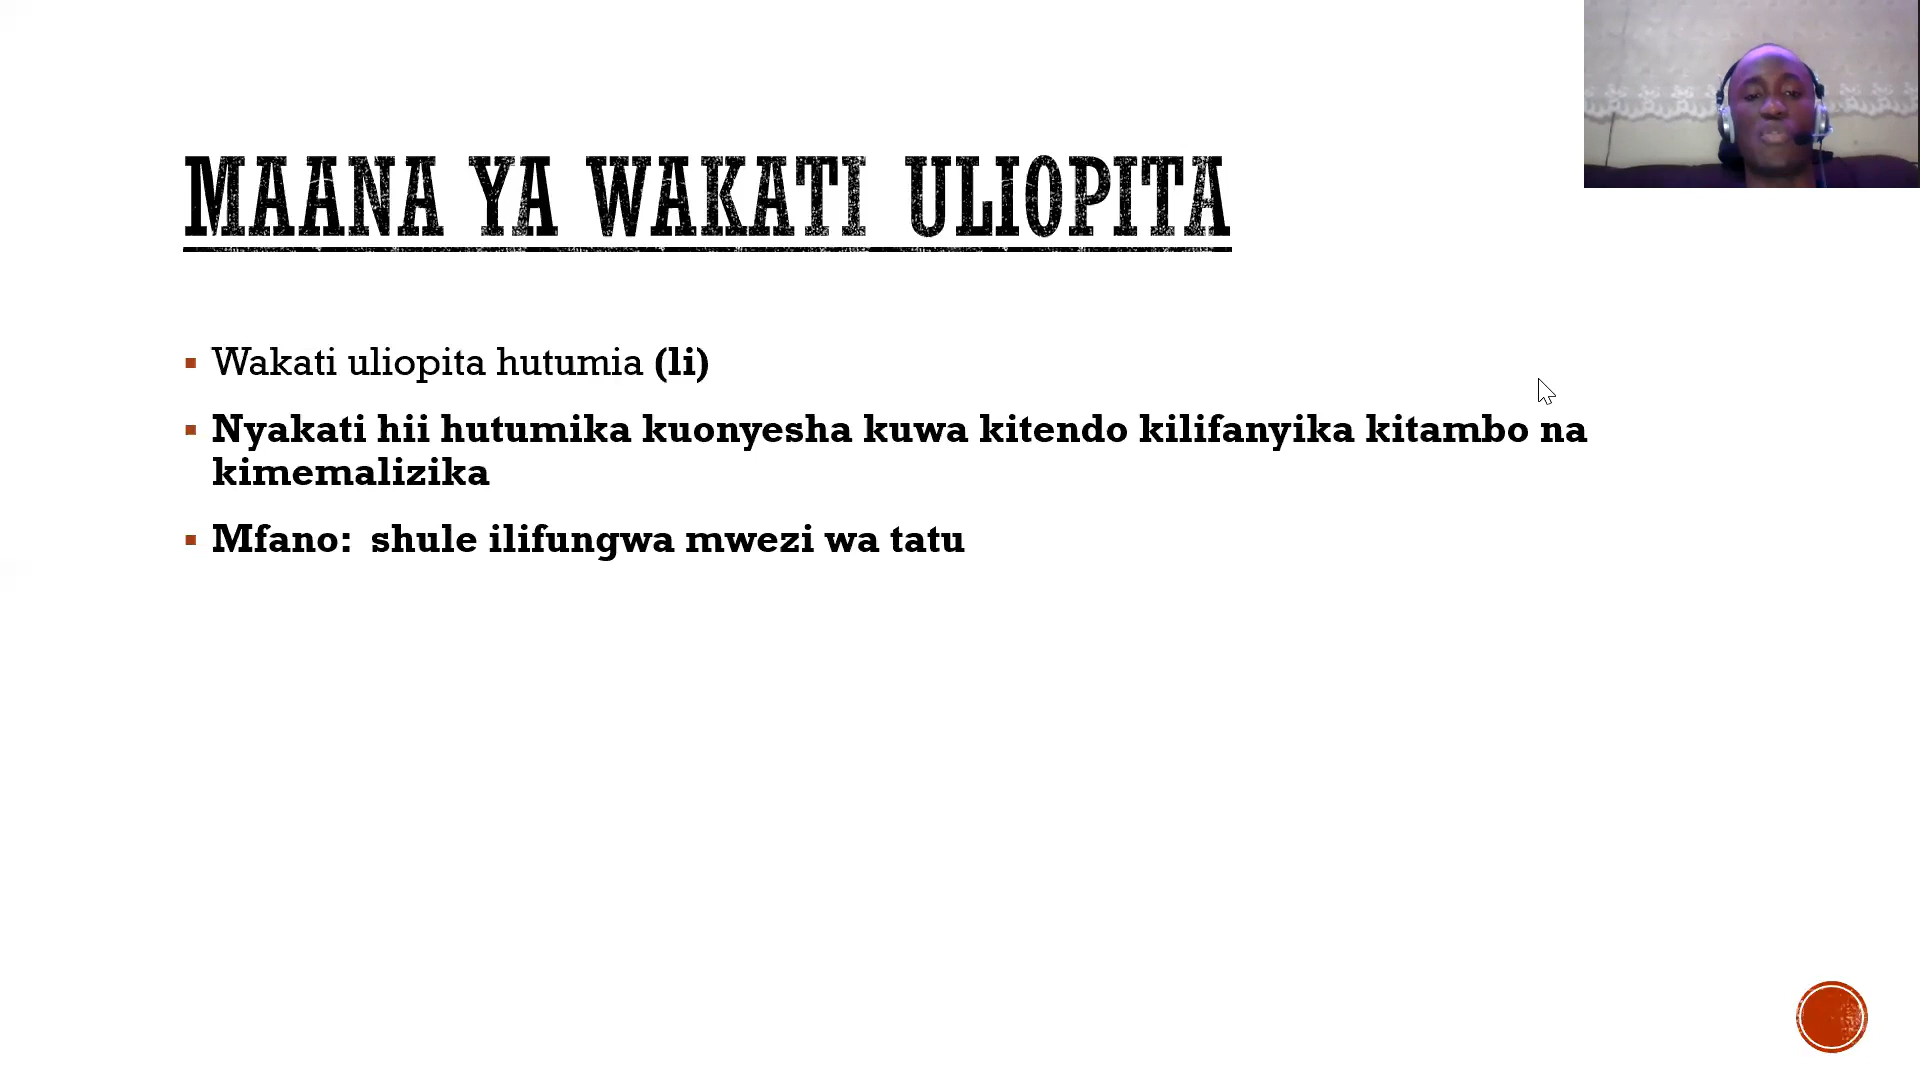 MAANA YA WAKATI ULIOPITA
Wakati uliopita hutumia (li)
Nyakati hii hutumika kuonyesha kuwa kitendo kilifanyika kitambo na
kimemalizika
Mfano: shule ilifungwa mwezi wa tatu